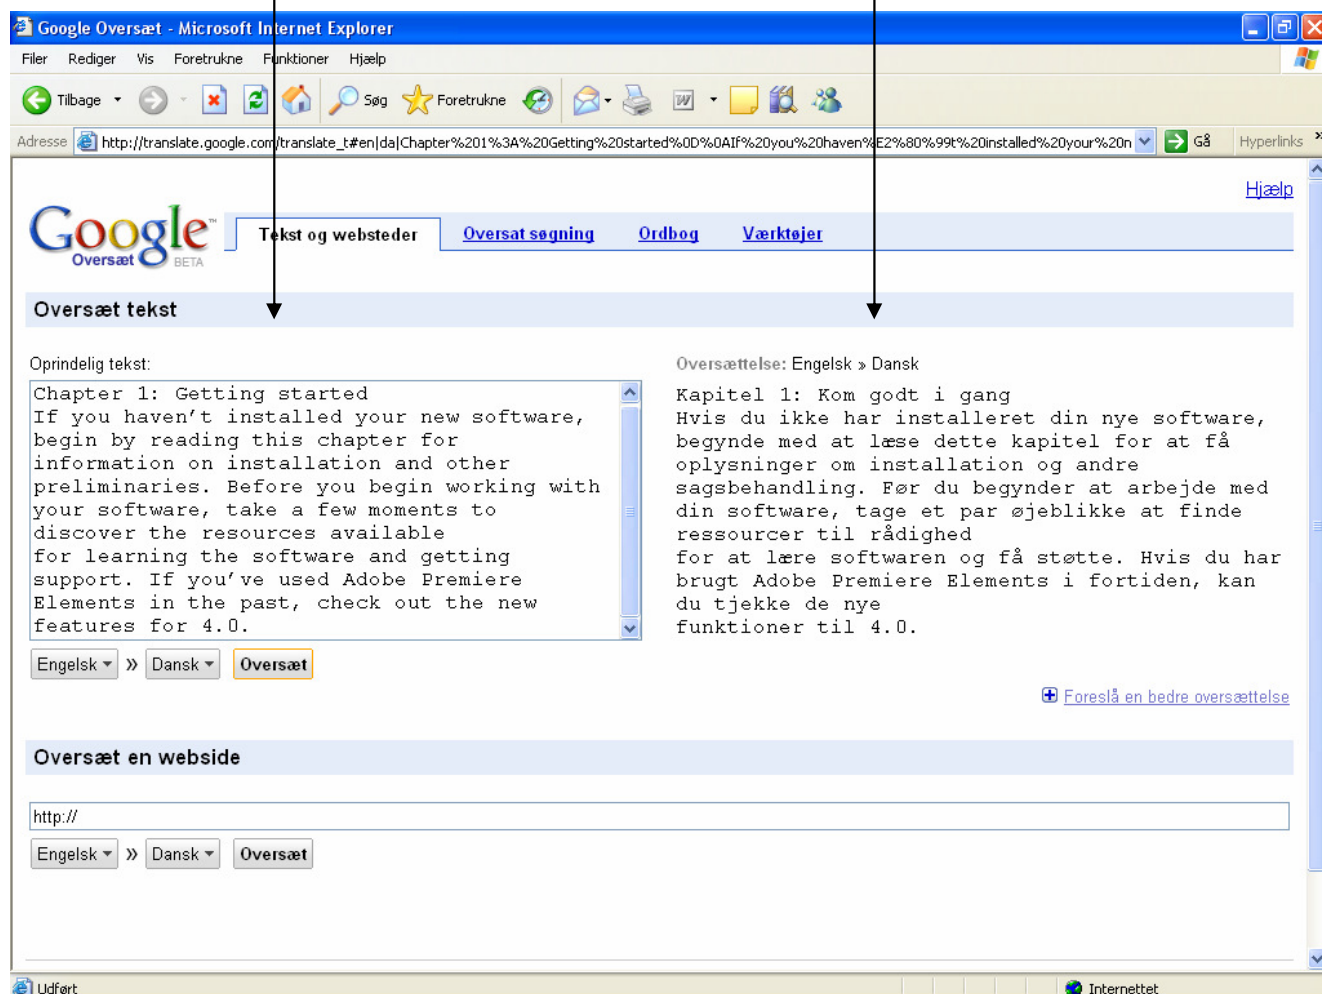 Google Oversæt - Microsoft Internet Explorer
Filer Rediger Vis Foretrukne Funktioner Hjælp
Tilbage Søg Foretrukne
Adresse http://translate.google.com/translate_t#en|da|Chapter%201%3A%20Getting%20started%0D%0AIf%20you%20haven%E2%80%99t%20installed%20your%20n Gå Hyperlinks »
Hjælp
Google™ Oversæt BETA
Tekst og websteder Oversat søgning Ordbog Værktøjer
Oversæt tekst
Oprindelig tekst:
Chapter 1: Getting started
If you haven’t installed your new software,
begin by reading this chapter for
information on installation and other
preliminaries. Before you begin working with
your software, take a few moments to
discover the resources available
for learning the software and getting
support. If you’ve used Adobe Premiere
Elements in the past, check out the new
features for 4.0.
Engelsk » Dansk Oversæt
Oversættelse: Engelsk » Dansk
Kapitel 1: Kom godt i gang
Hvis du ikke har installeret din nye software,
begynde med at læse dette kapitel for at få
oplysninger om installation og andre
sagsbehandling. Før du begynder at arbejde med
din software, tage et par øjeblikke at finde
ressourcer til rådighed
for at lære softwaren og få støtte. Hvis du har
brugt Adobe Premiere Elements i fortiden, kan
du tjekke de nye
funktioner til 4.0.
Foreslå en bedre oversættelse
Oversæt en webside
http://
Engelsk » Dansk Oversæt
Udført Internettet